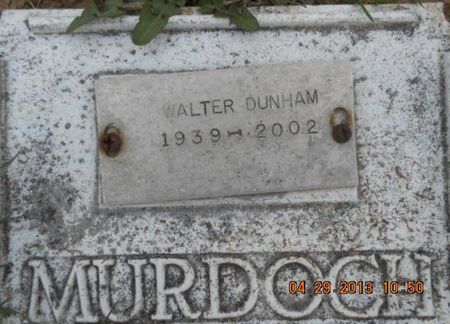 WALTER DUNHAM
1939-2002
MURDOCH
04.29.2013 10:50